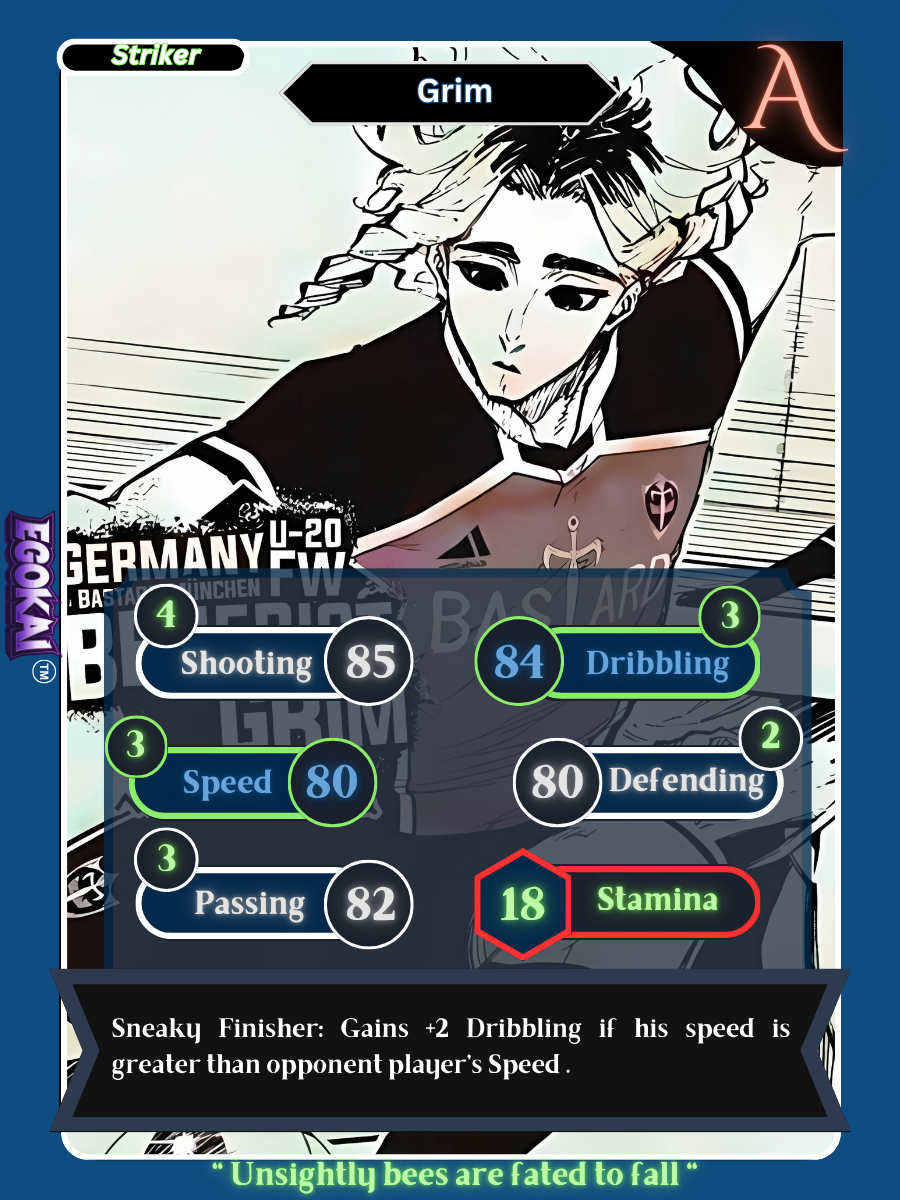 Striker
Grim
A
GERMANY U-20
FW
BASTARD MÜNCHEN
BENEDICT
GRIM
BASTARD
EGOKAI
TM
4
Shooting 85
3
84 Dribbling
3
Speed 80
2
80 Defending
3
Passing 82
18 Stamina
Sneaky Finisher: Gains +2 Dribbling if his speed is
greater than opponent player's Speed .
“ Unsightly bees are fated to fall “